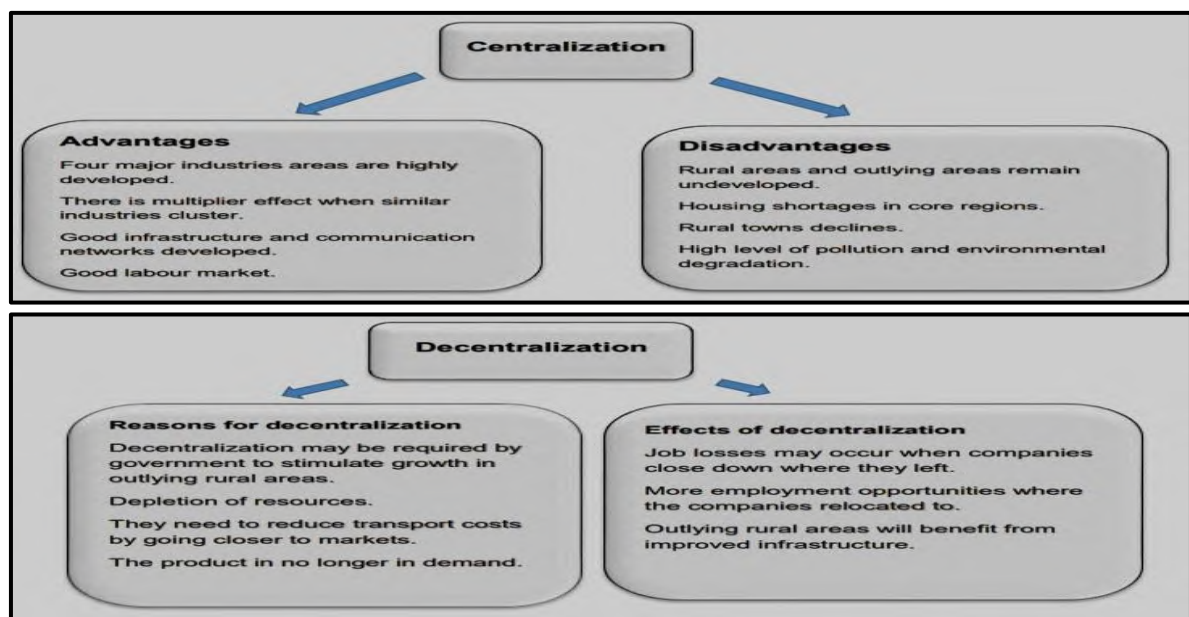 Centralization
Advantages
Four major industries areas are highly
developed.
There is multiplier effect when similar
industries cluster.
Good infrastructure and communication
networks developed.
Good labour market.
Disadvantages
Rural areas and outlying areas remain
undeveloped.
Housing shortages in core regions.
Rural towns declines.
High level of pollution and environmental
degradation.
Decentralization
Reasons for decentralization
Decentralization may be required by
government to stimulate growth in
outlying rural areas.
Depletion of resources.
They need to reduce transport costs
by going closer to markets.
The product in no longer in demand.
Effects of decentralization
Job losses may occur when companies
close down where they left.
More employment opportunities where
the companies relocated to.
Outlying rural areas will benefit from
improved infrastructure.